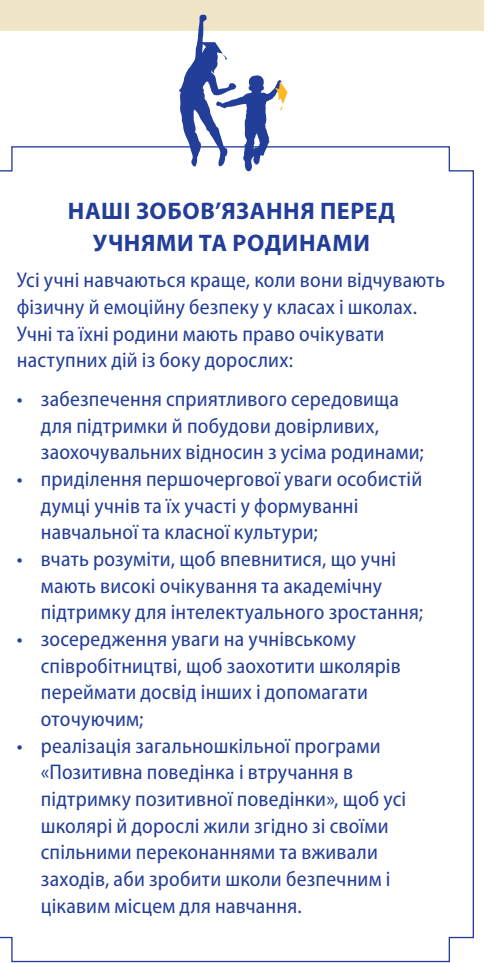 НАШІ ЗОБОВ’ЯЗАННЯ ПЕРЕД
УЧНЯМИ ТА РОДИНАМИ
Усі учні навчаються краще, коли вони відчувають
фізичну й емоційну безпеку у класах і школах.
Учні та їхні родини мають право очікувати
наступних дій із боку дорослих:
• забезпечення сприятливого середовища
для підтримки й побудови довірливих,
заохочувальних відносин з усіма родинами;
• приділення першочергової уваги особистій
думці учнів та їх участі у формуванні
навчальної та класної культури;
• вчать розуміти, щоб впевнитися, що учні
мають високі очікування та академічну
підтримку для інтелектуального зростання;
• зосередження уваги на учнівському
співробітництві, щоб заохотити школярів
переймати досвід інших і допомагати
оточуючим;
• реалізація загальношкільної програми
«Позитивна поведінка і втручання в
підтримку позитивної поведінки», щоб усі
школярі й дорослі жили згідно зі своїми
спільними переконаннями та вживали
заходів, аби зробити школи безпечним і
цікавим місцем для навчання.